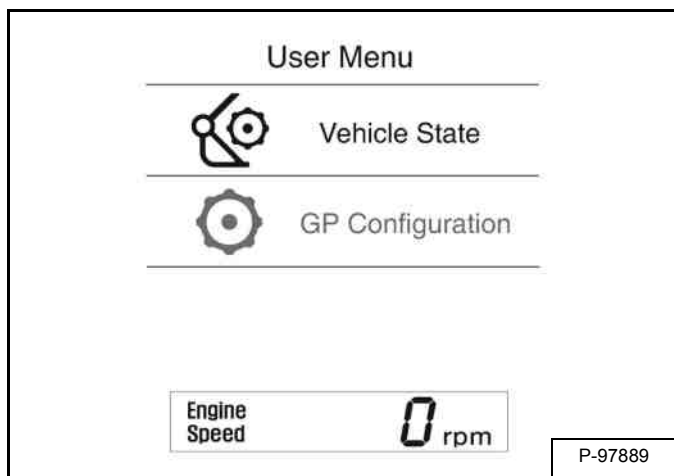 User Menu
Vehicle State
GP Configuration
Engine
Speed
0 rpm
P-97889